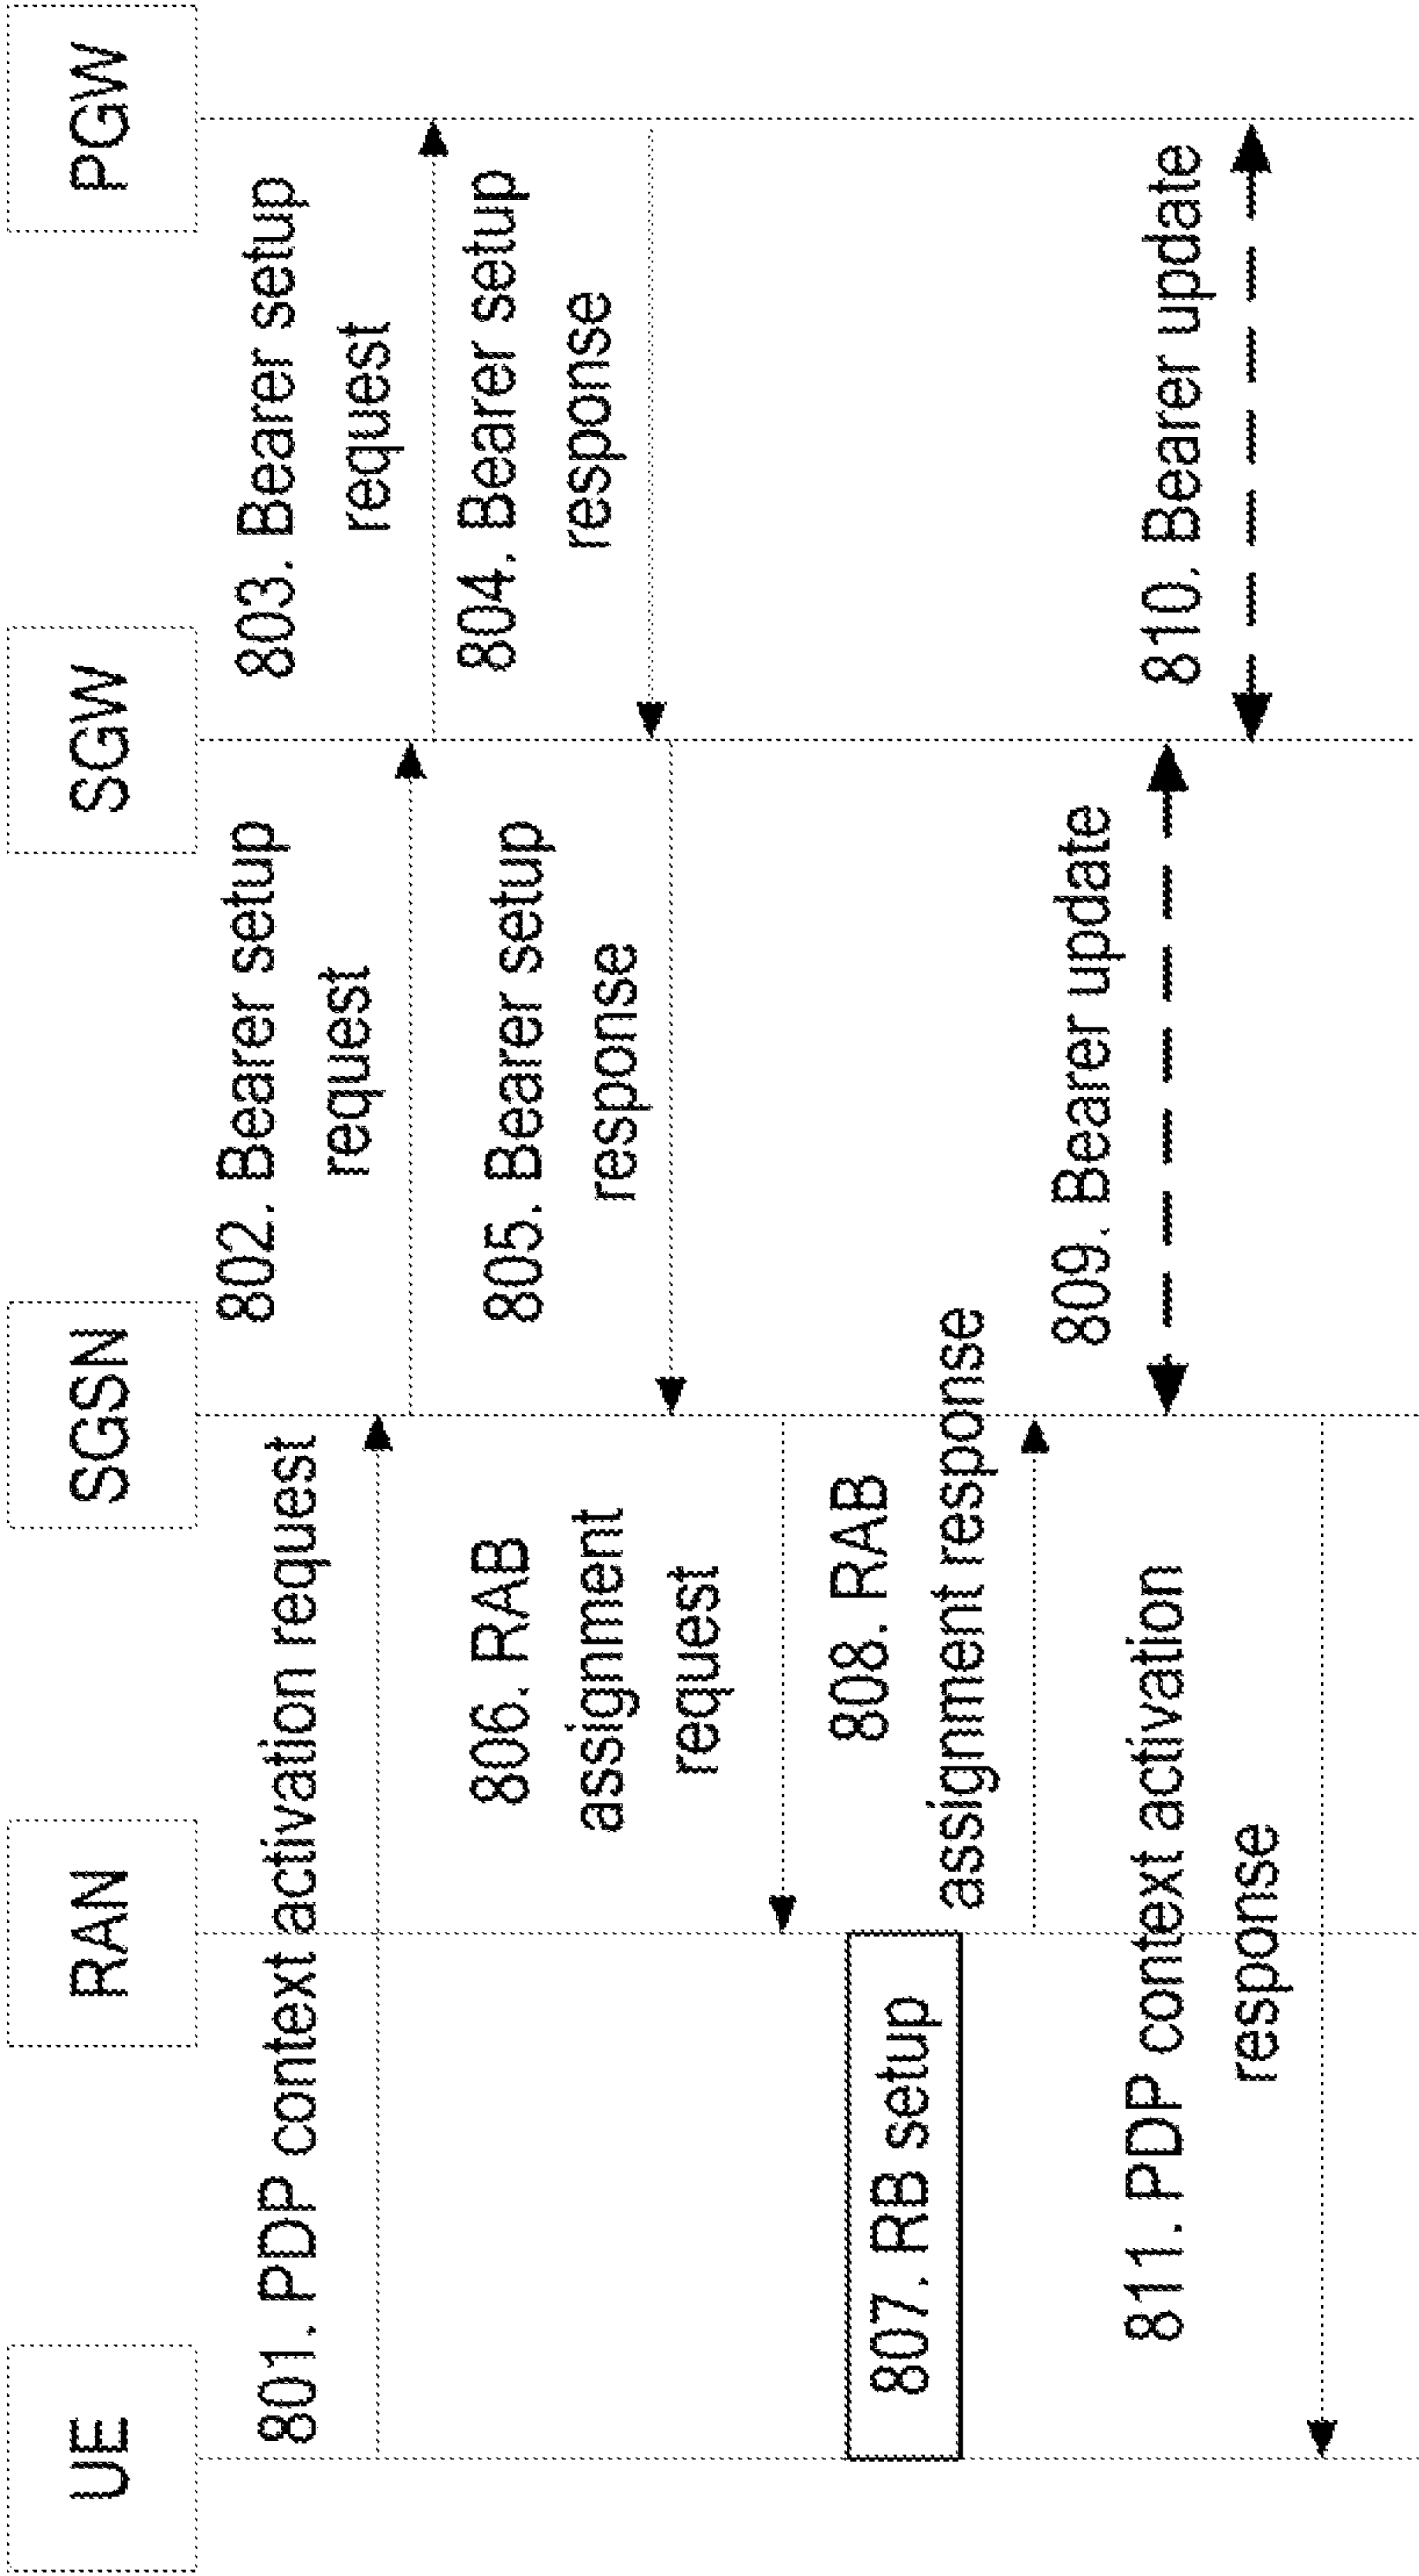 UE
RAN
SGSN
SGW
PGW
801. PDP context activation request
802. Bearer setup
request
803. Bearer setup
request
804. Bearer setup
response
805. Bearer setup
response
806. RAB
assignment
request
807. RB setup
808. RAB
assignment response
809. Bearer update
810. Bearer update
811. PDP context activation
response